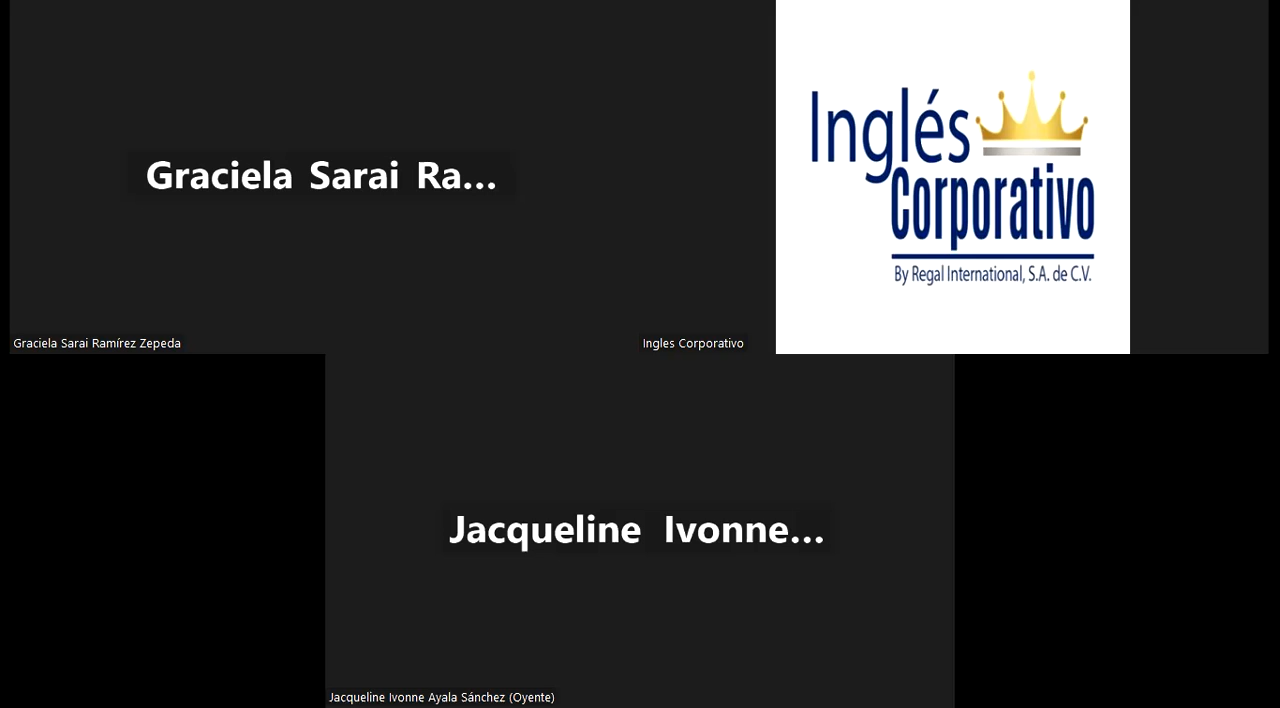 Graciela Sarai Ra...
Graciela Sarai Ramírez Zepeda
Inglés
Corporativo
By Regal International, S.A. de C.V.
Ingles Corporativo
Jacqueline Ivonne...
Jacqueline Ivonne Ayala Sánchez (Oyente)